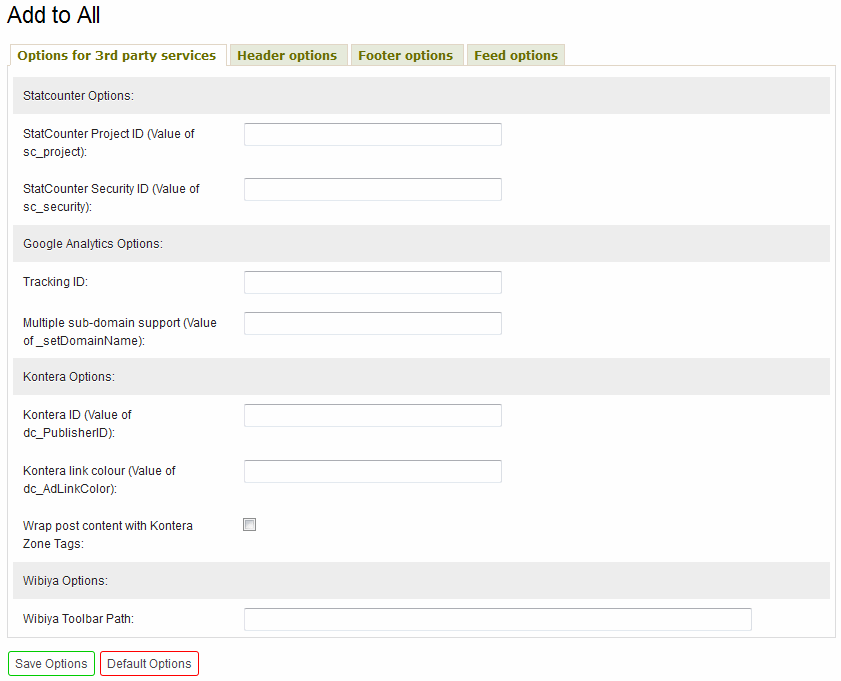 Add to All
Options for 3rd party services
Header options
Footer options
Feed options
Statcounter Options:
StatCounter Project ID (Value of
sc_project):
StatCounter Security ID (Value of
sc_security):
Google Analytics Options:
Tracking ID:
Multiple sub-domain support (Value
of _setDomainName):
Kontera Options:
Kontera ID (Value of
dc_PublisherID):
Kontera link colour (Value of
dc_AdLinkColor):
Wrap post content with Kontera
Zone Tags:
Wibiya Options:
Wibiya Toolbar Path:
Save Options
Default Options